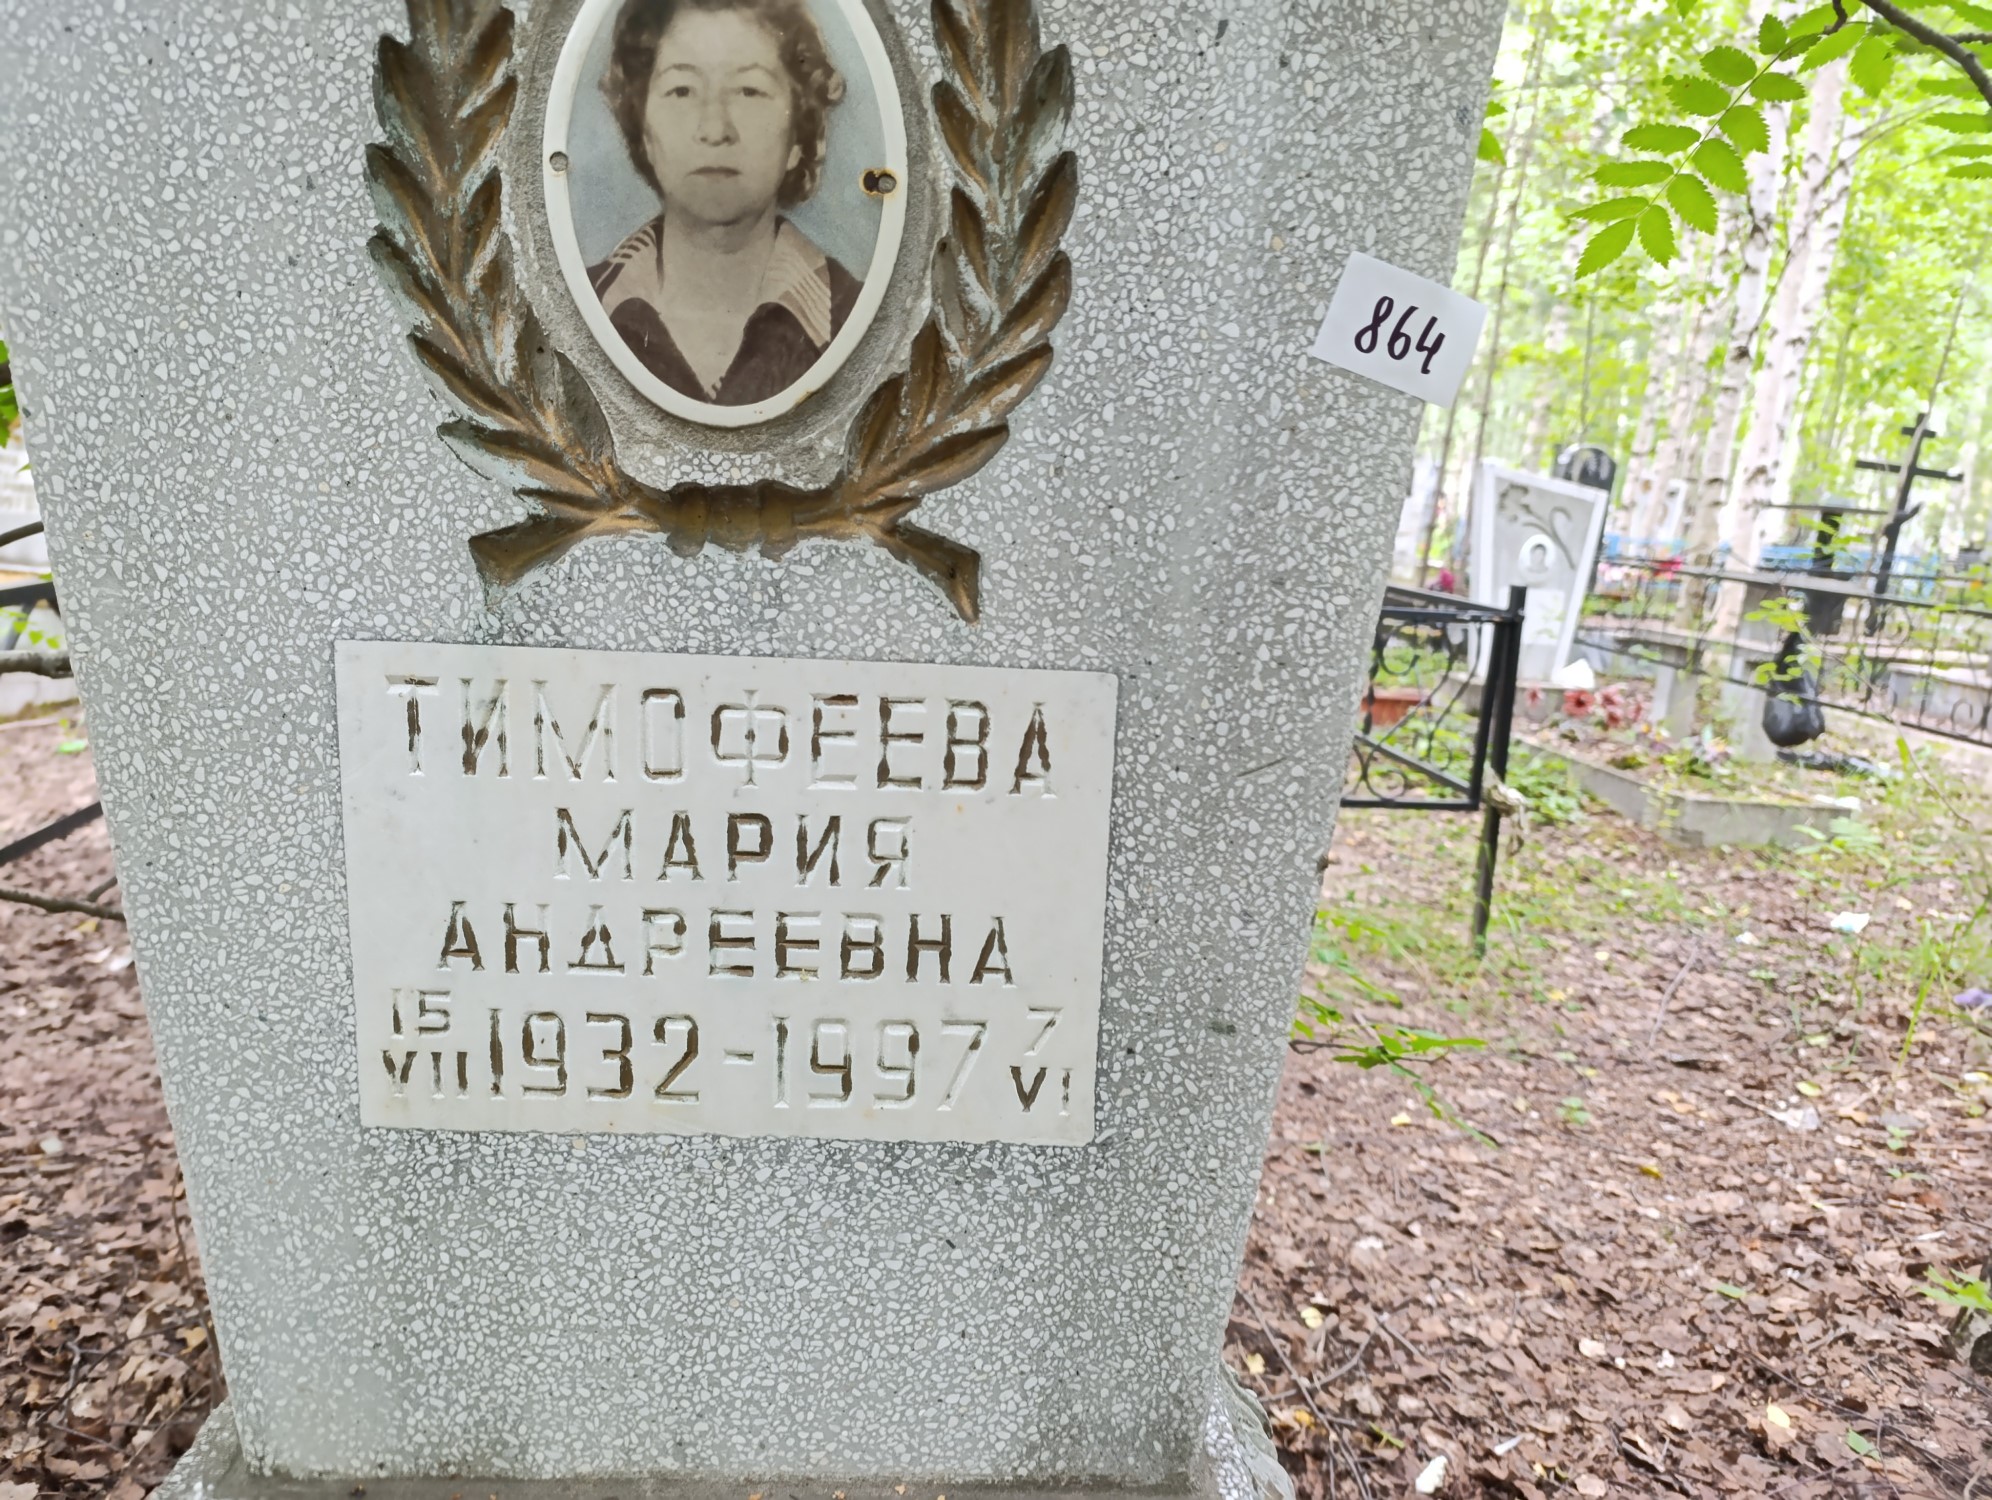 864
ТИМОФЕЕВА
МАРИЯ
АНДРЕЕВНА
15 VII 1932 - 1997 7 VI